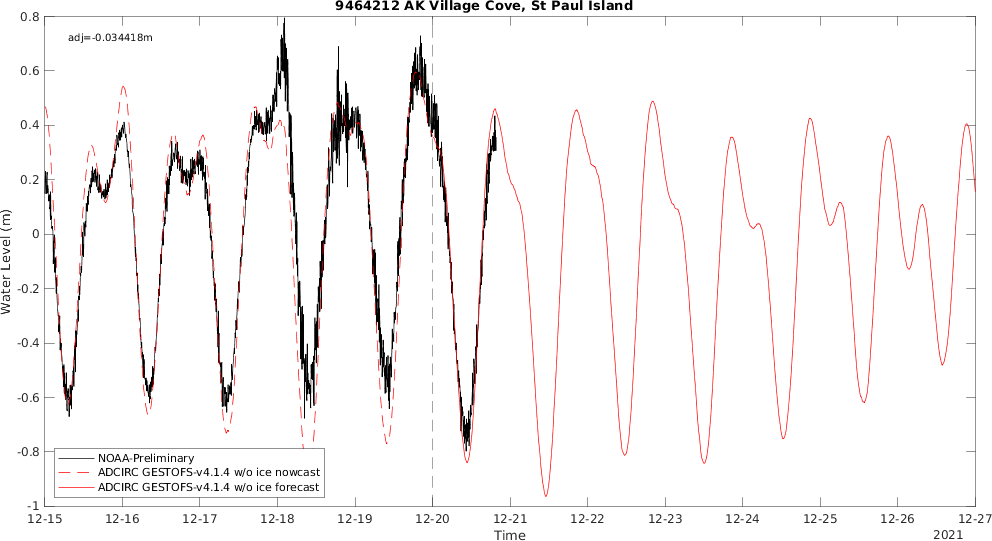 9464212 AK Village Cove, St Paul Island
adj=-0.034418m
0.8
0.6
0.4
0.2
0
-0.2
-0.4
-0.6
-0.8
-1
Water Level (m)
NOAA-Preliminary
ADCIRC GESTOFS-v4.1.4 w/o ice nowcast
ADCIRC GESTOFS-v4.1.4 w/o ice forecast
12-15 12-16 12-17 12-18 12-19 12-20 12-21 12-22 12-23 12-24 12-25 12-26 12-27
Time
2021